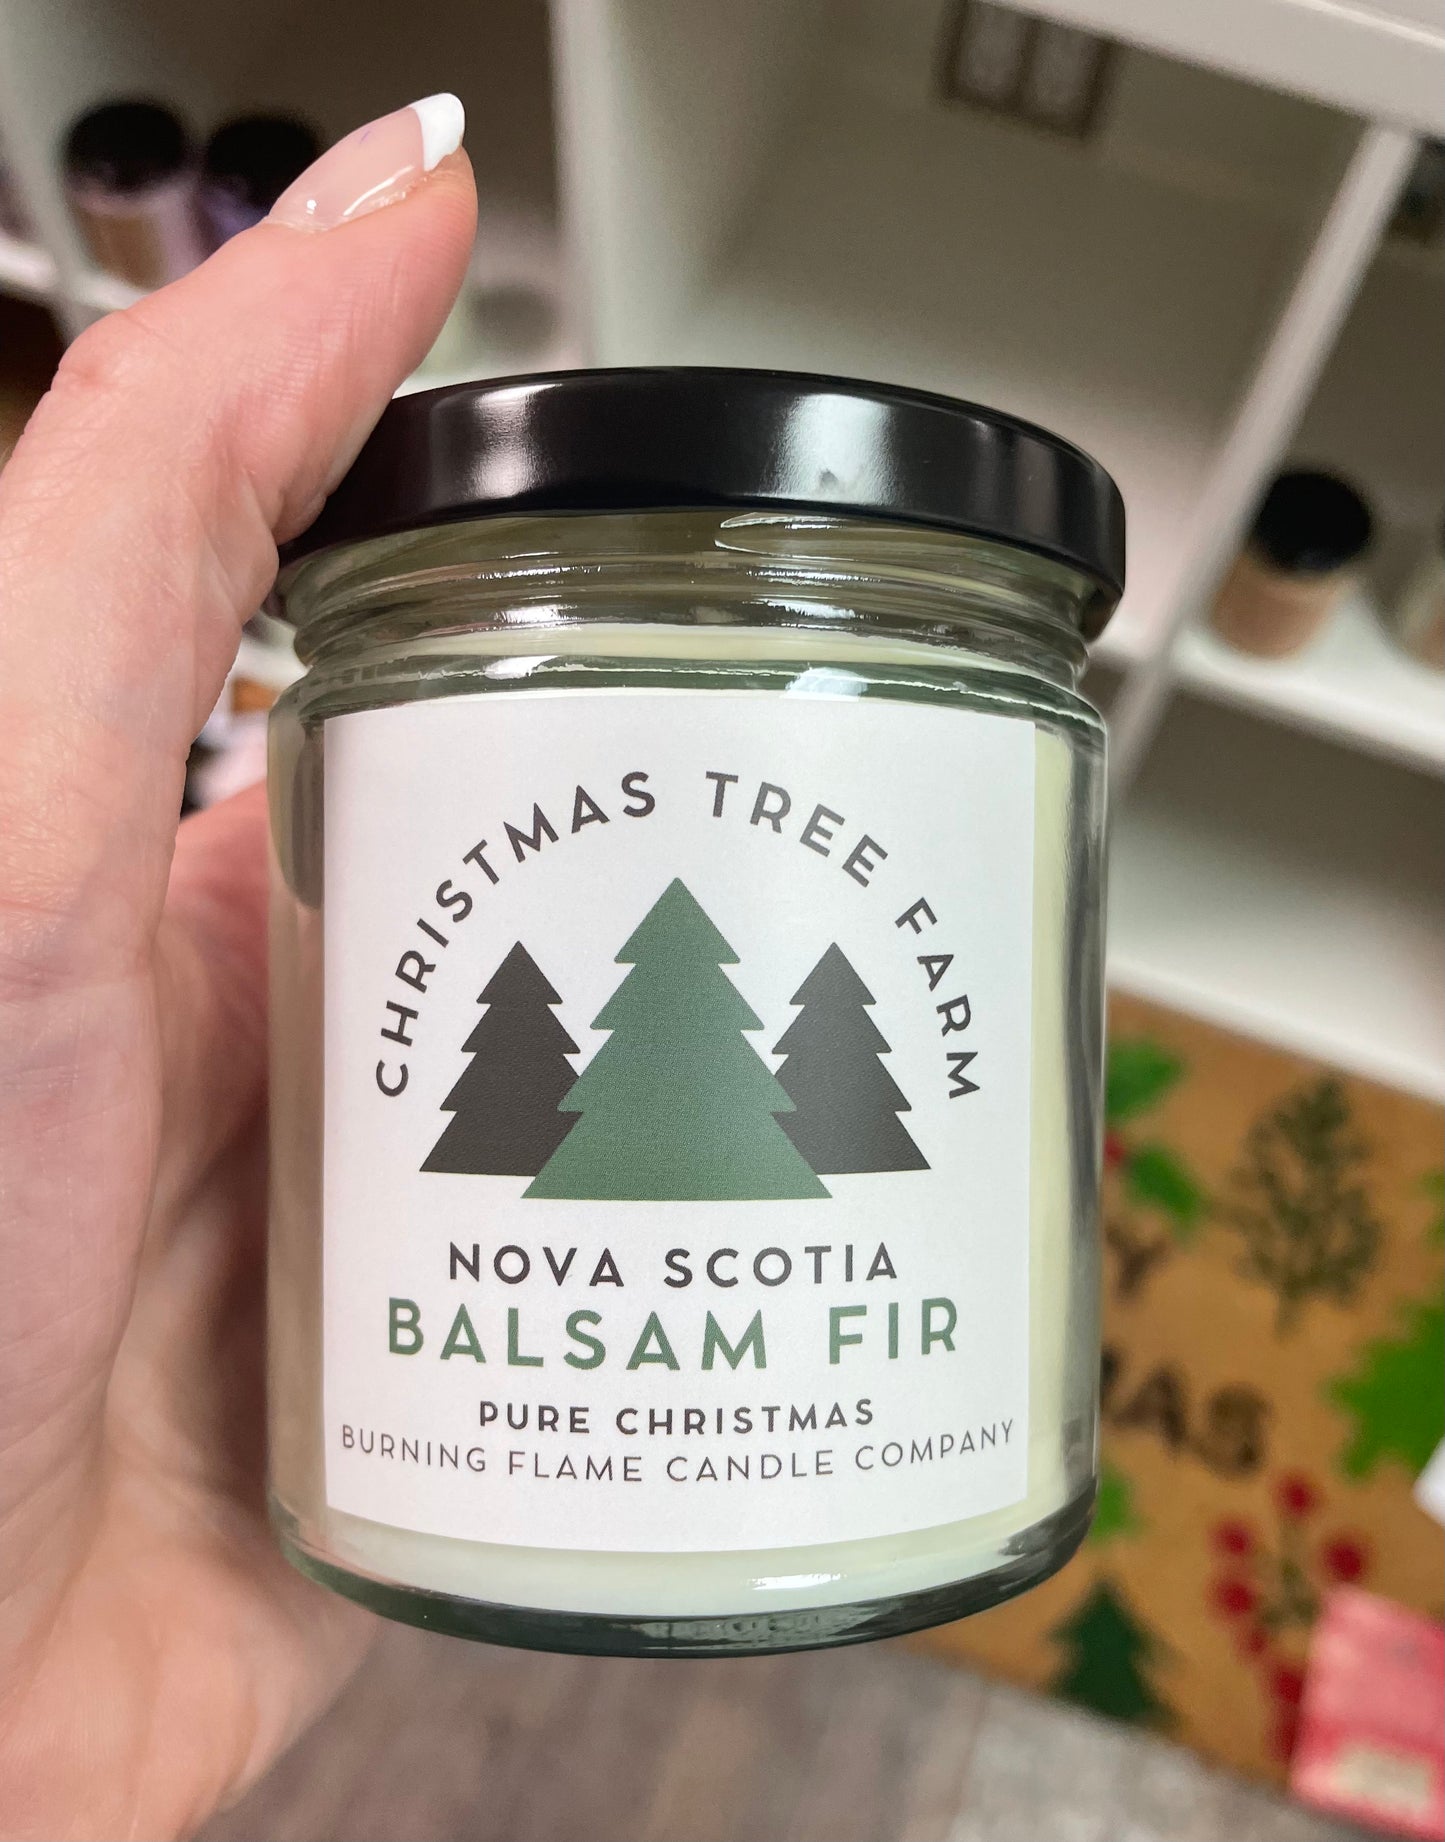 CHRISTMAS TREE FARM
NOVA SCOTIA
BALSAM FIR
PURE CHRISTMAS
BURNING FLAME CANDLE COMPANY